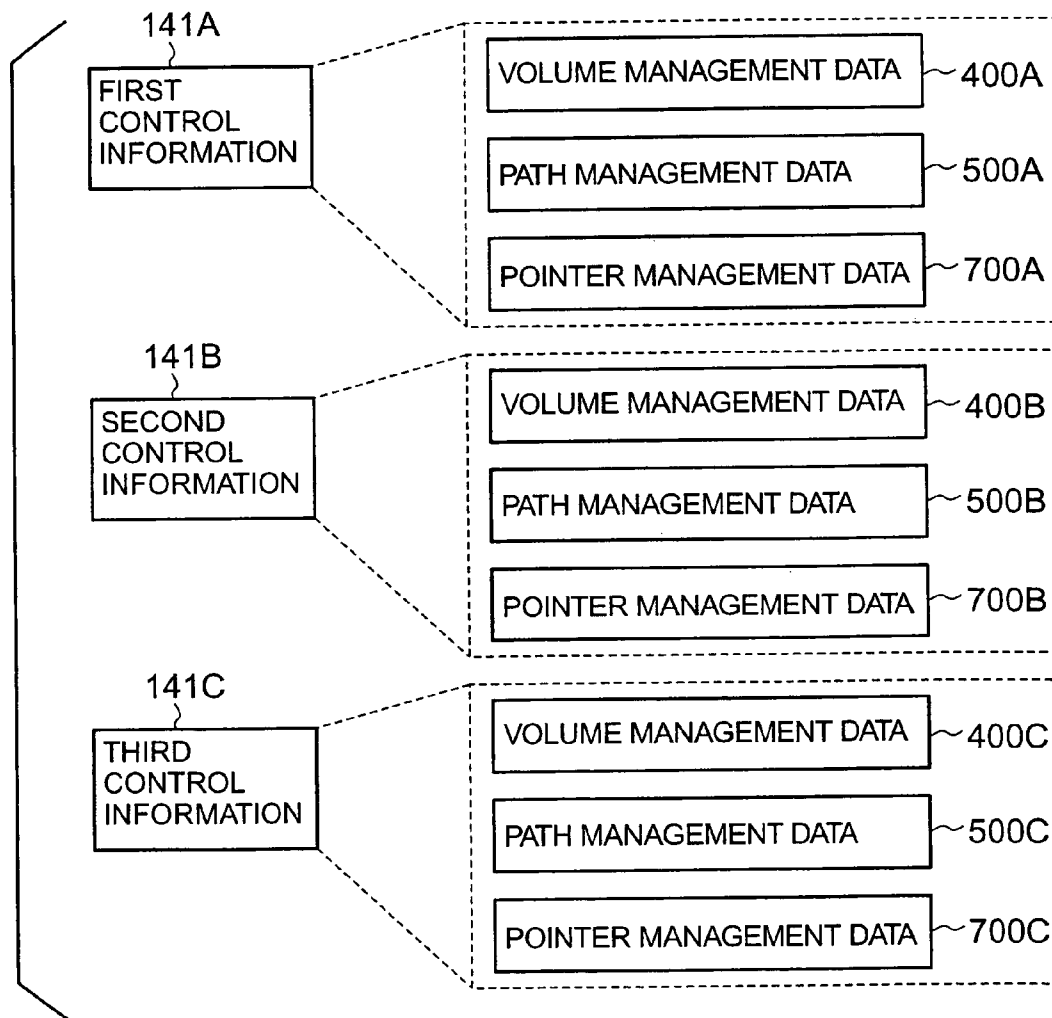 141A
FIRST
CONTROL
INFORMATION
VOLUME MANAGEMENT DATA
400A
PATH MANAGEMENT DATA
500A
POINTER MANAGEMENT DATA
700A
141B
SECOND
CONTROL
INFORMATION
VOLUME MANAGEMENT DATA
400B
PATH MANAGEMENT DATA
500B
POINTER MANAGEMENT DATA
700B
141C
THIRD
CONTROL
INFORMATION
VOLUME MANAGEMENT DATA
400C
PATH MANAGEMENT DATA
500C
POINTER MANAGEMENT DATA
700C